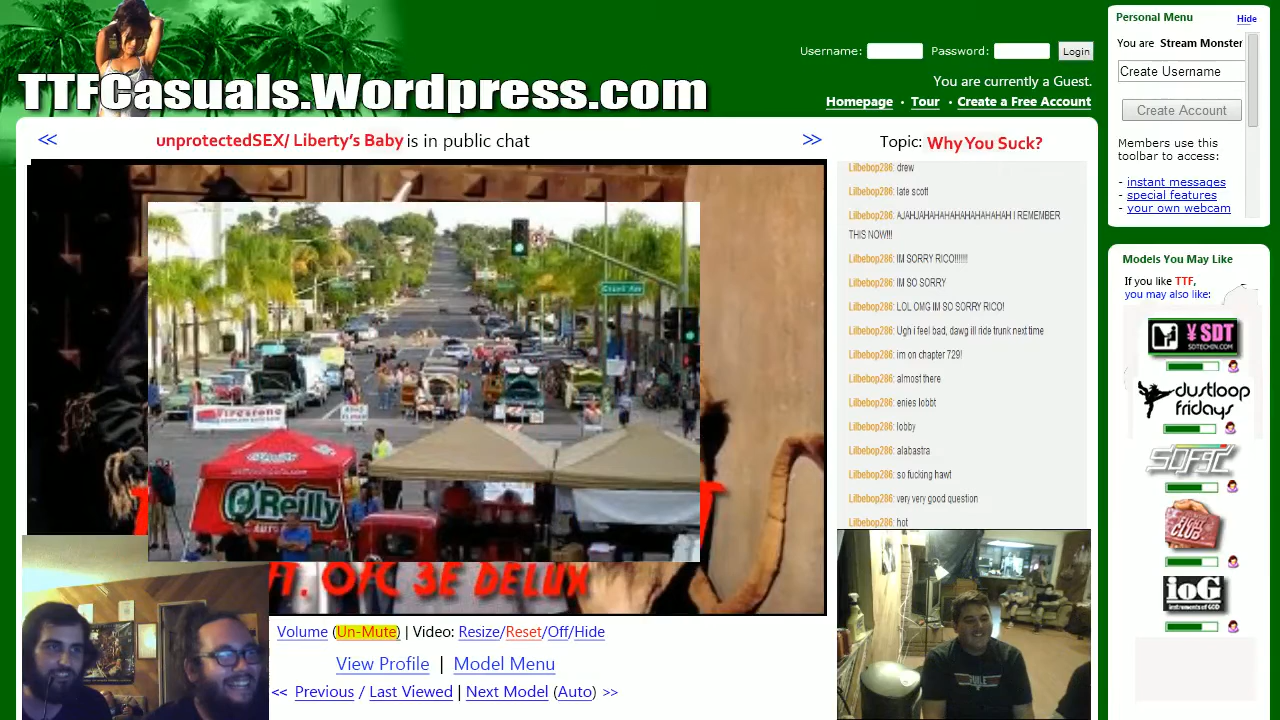 TTFCasuals.Wordpress.com
Username: Password: Login
You are currently a Guest.
Homepage • Tour • Create a Free Account
<< unprotectedSEX/ Liberty's Baby is in public chat >>
Topic: Why You Suck?
Lilbebop286: drew
Lilbebop286: late scott
Lilbebop286: AJAHJAHAHAHAHAHAHAHAH I REMEMBER
THIS NOW!!!
Lilbebop286: IM SORRY RICO!!!!!!!
Lilbebop286: IM SO SORRY
Lilbebop286: LOL OMG IM SO SORRY RICO!
Lilbebop286: Ugh i feel bad, dawg ill ride trunk next time
Lilbebop286: im on chapter 729!
Lilbebop286: almost there
Lilbebop286: enies lobbt
Lilbebop286: lobby
Lilbebop286: alabastra
Lilbebop286: so fucking hawt
Lilbebop286: very very good question
Lilbebop286: hot
Firestone
O'Reilly
FT. OFC 3E DELUX
Volume (Un-Mute) | Video: Resize/Reset/Off/Hide
View Profile | Model Menu
<< Previous / Last Viewed | Next Model (Auto) >>
Personal Menu Hide
You are Stream Monster
Create Username
Create Account
Members use this
toolbar to access:
- instant messages
- special features
- your own webcam
Models You May Like
If you like TTF,
you may also like:
¥SDT
SDTECHIN.COM
dustloop
fridays
CLUB
ioG
instruments of GOD